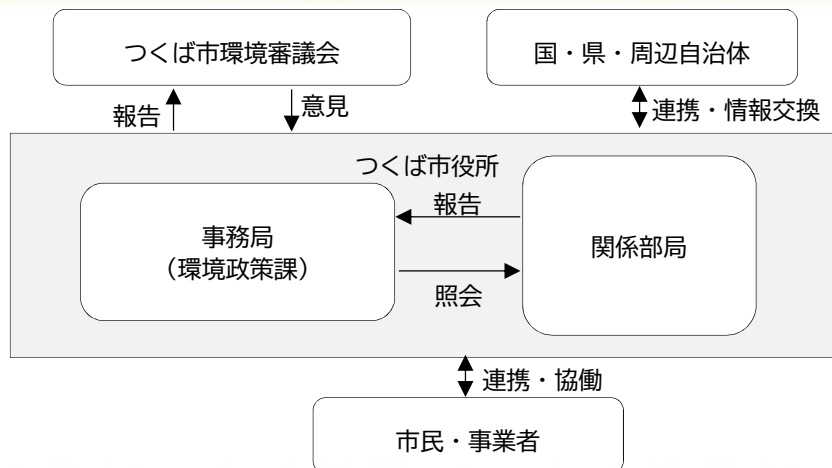 つくば市環境審議会
国・県・周辺自治体
報告
意見
連携・情報交換
つくば市役所
報告
事務局
（環境政策課）
関係部局
照会
連携・協働
市民・事業者